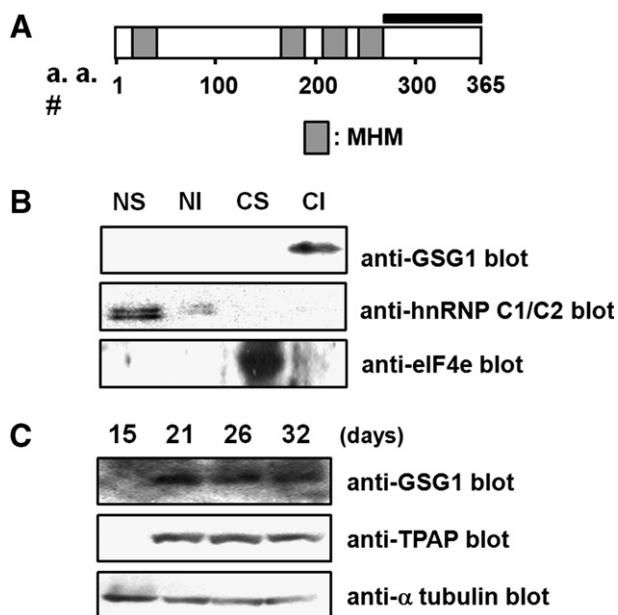 A
a. a.
#
1 100 200 300 365
: MHM
B
NS NI CS CI
anti-GSG1 blot
anti-hnRNP C1/C2 blot
anti-eIF4e blot
C
15 21 26 32 (days)
anti-GSG1 blot
anti-TPAP blot
anti-α tubulin blot